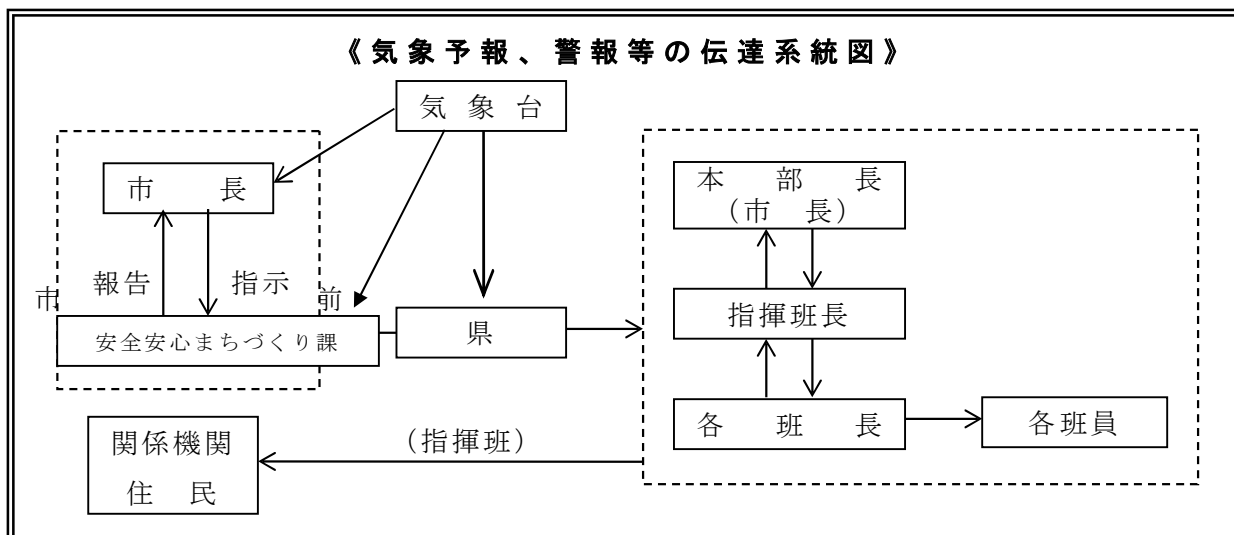 《気象予報、警報等の伝達系統図》
気象台
市長
報告
指示
市
前
安全安心まちづくり課
県
本部長
(市長)
指揮班長
各班長
各班員
(指揮班)
関係機関
住民